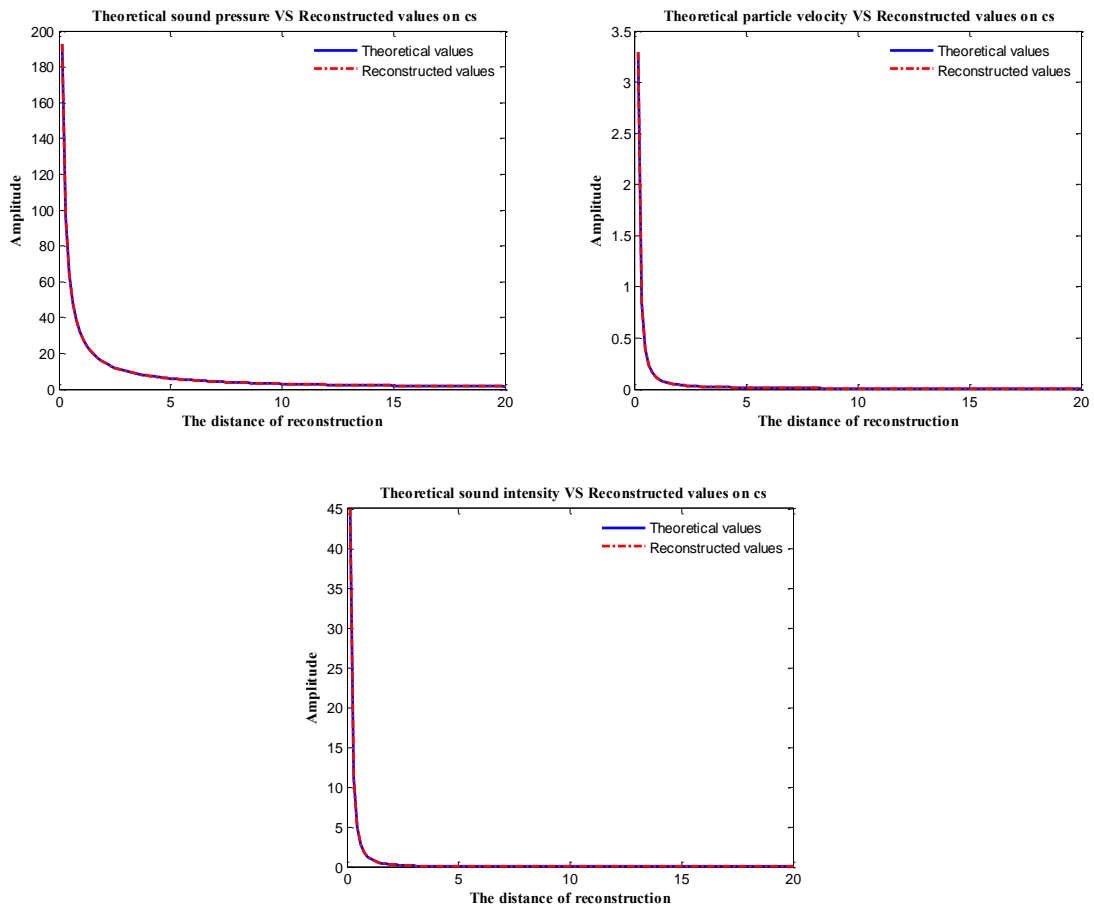 Theoretical sound pressure VS Reconstructed values on cs
200
180
160
140
120
100
80
60
40
20
0
Amplitude
Theoretical values
Reconstructed values
0 5 10 15 20
The distance of reconstruction
Theoretical particle velocity VS Reconstructed values on cs
3.5
3
2.5
2
1.5
1
0.5
0
Amplitude
Theoretical values
Reconstructed values
0 5 10 15 20
The distance of reconstruction
Theoretical sound intensity VS Reconstructed values on cs
45
40
35
30
25
20
15
10
5
0
Amplitude
Theoretical values
Reconstructed values
0 5 10 15 20
The distance of reconstruction